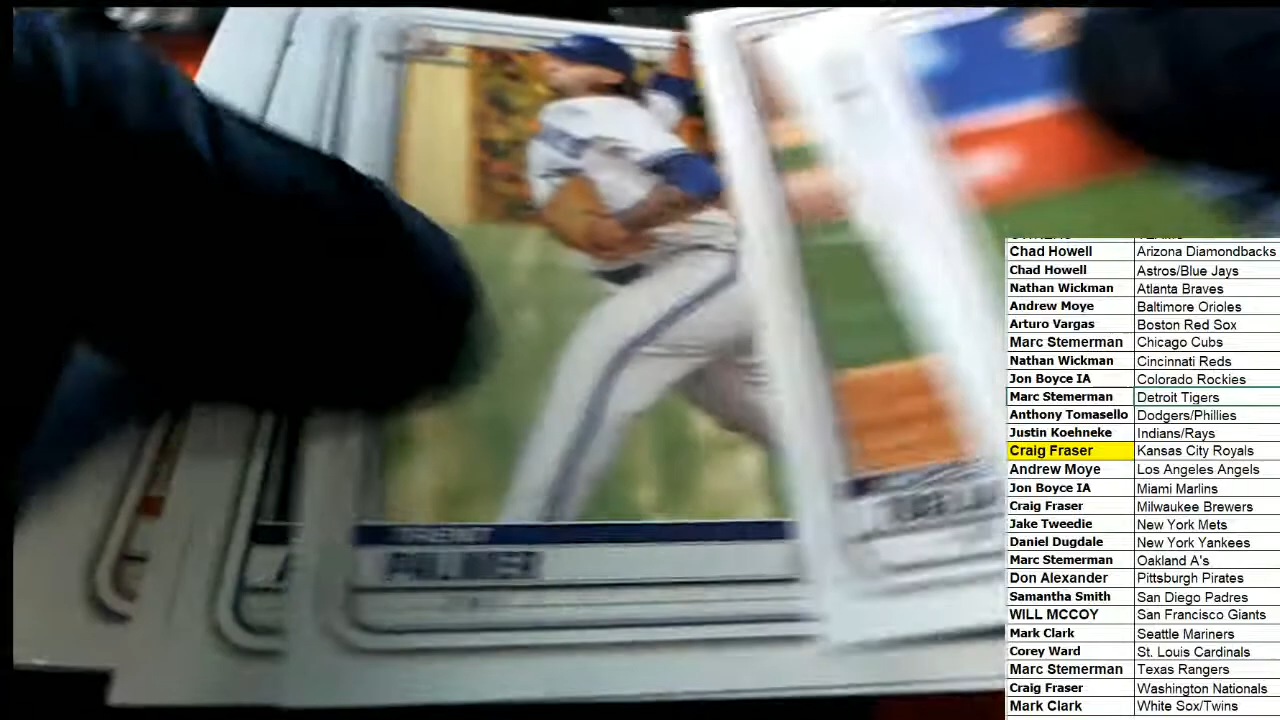 Chad Howell Arizona Diamondbacks
Chad Howell Astros/Blue Jays
Nathan Wickman Atlanta Braves
Andrew Moye Baltimore Orioles
Arturo Vargas Boston Red Sox
Marc Stemerman Chicago Cubs
Nathan Wickman Cincinnati Reds
Jon Boyce IA Colorado Rockies
Marc Stemerman Detroit Tigers
Anthony Tomasello Dodgers/Phillies
Justin Koehneke Indians/Rays
Craig Fraser Kansas City Royals
Andrew Moye Los Angeles Angels
Jon Boyce IA Miami Marlins
Craig Fraser Milwaukee Brewers
Jake Tweedie New York Mets
Daniel Dugdale New York Yankees
Marc Stemerman Oakland A's
Don Alexander Pittsburgh Pirates
Samantha Smith San Diego Padres
WILL MCCOY San Francisco Giants
Mark Clark Seattle Mariners
Corey Ward St. Louis Cardinals
Marc Stemerman Texas Rangers
Craig Fraser Washington Nationals
Mark Clark White Sox/Twins
TRENT
PALMER